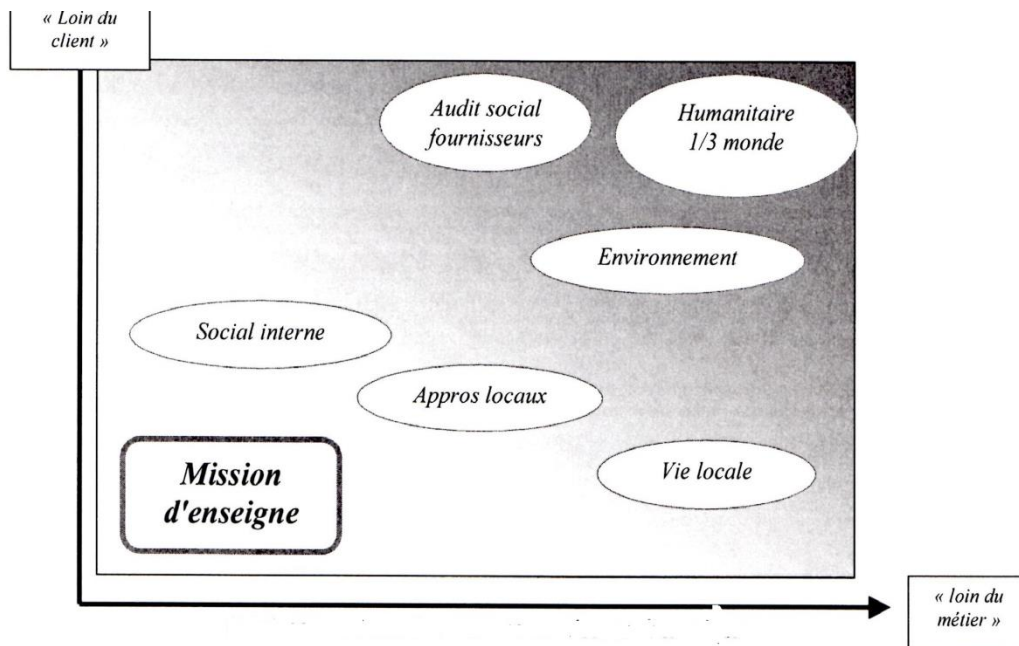 « Loin du
client »
Audit social
fournisseurs
Humanitaire
1/3 monde
Environnement
Social interne
Appros locaux
Vie locale
Mission
d'enseigne
« loin du
métier »